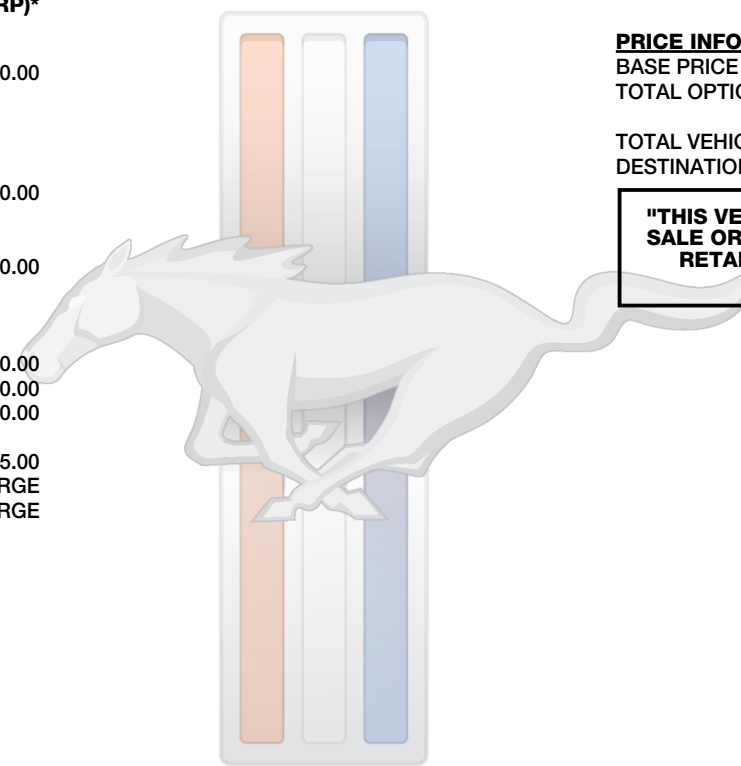 RP)*
0.00
0.00
0.00
0.00
0.00
0.00
5.00
RGE
RGE
PRICE INFO
BASE PRICE
TOTAL OPTIO
TOTAL VEHIC
DESTINATION
"THIS VE
SALE OR
RETAI